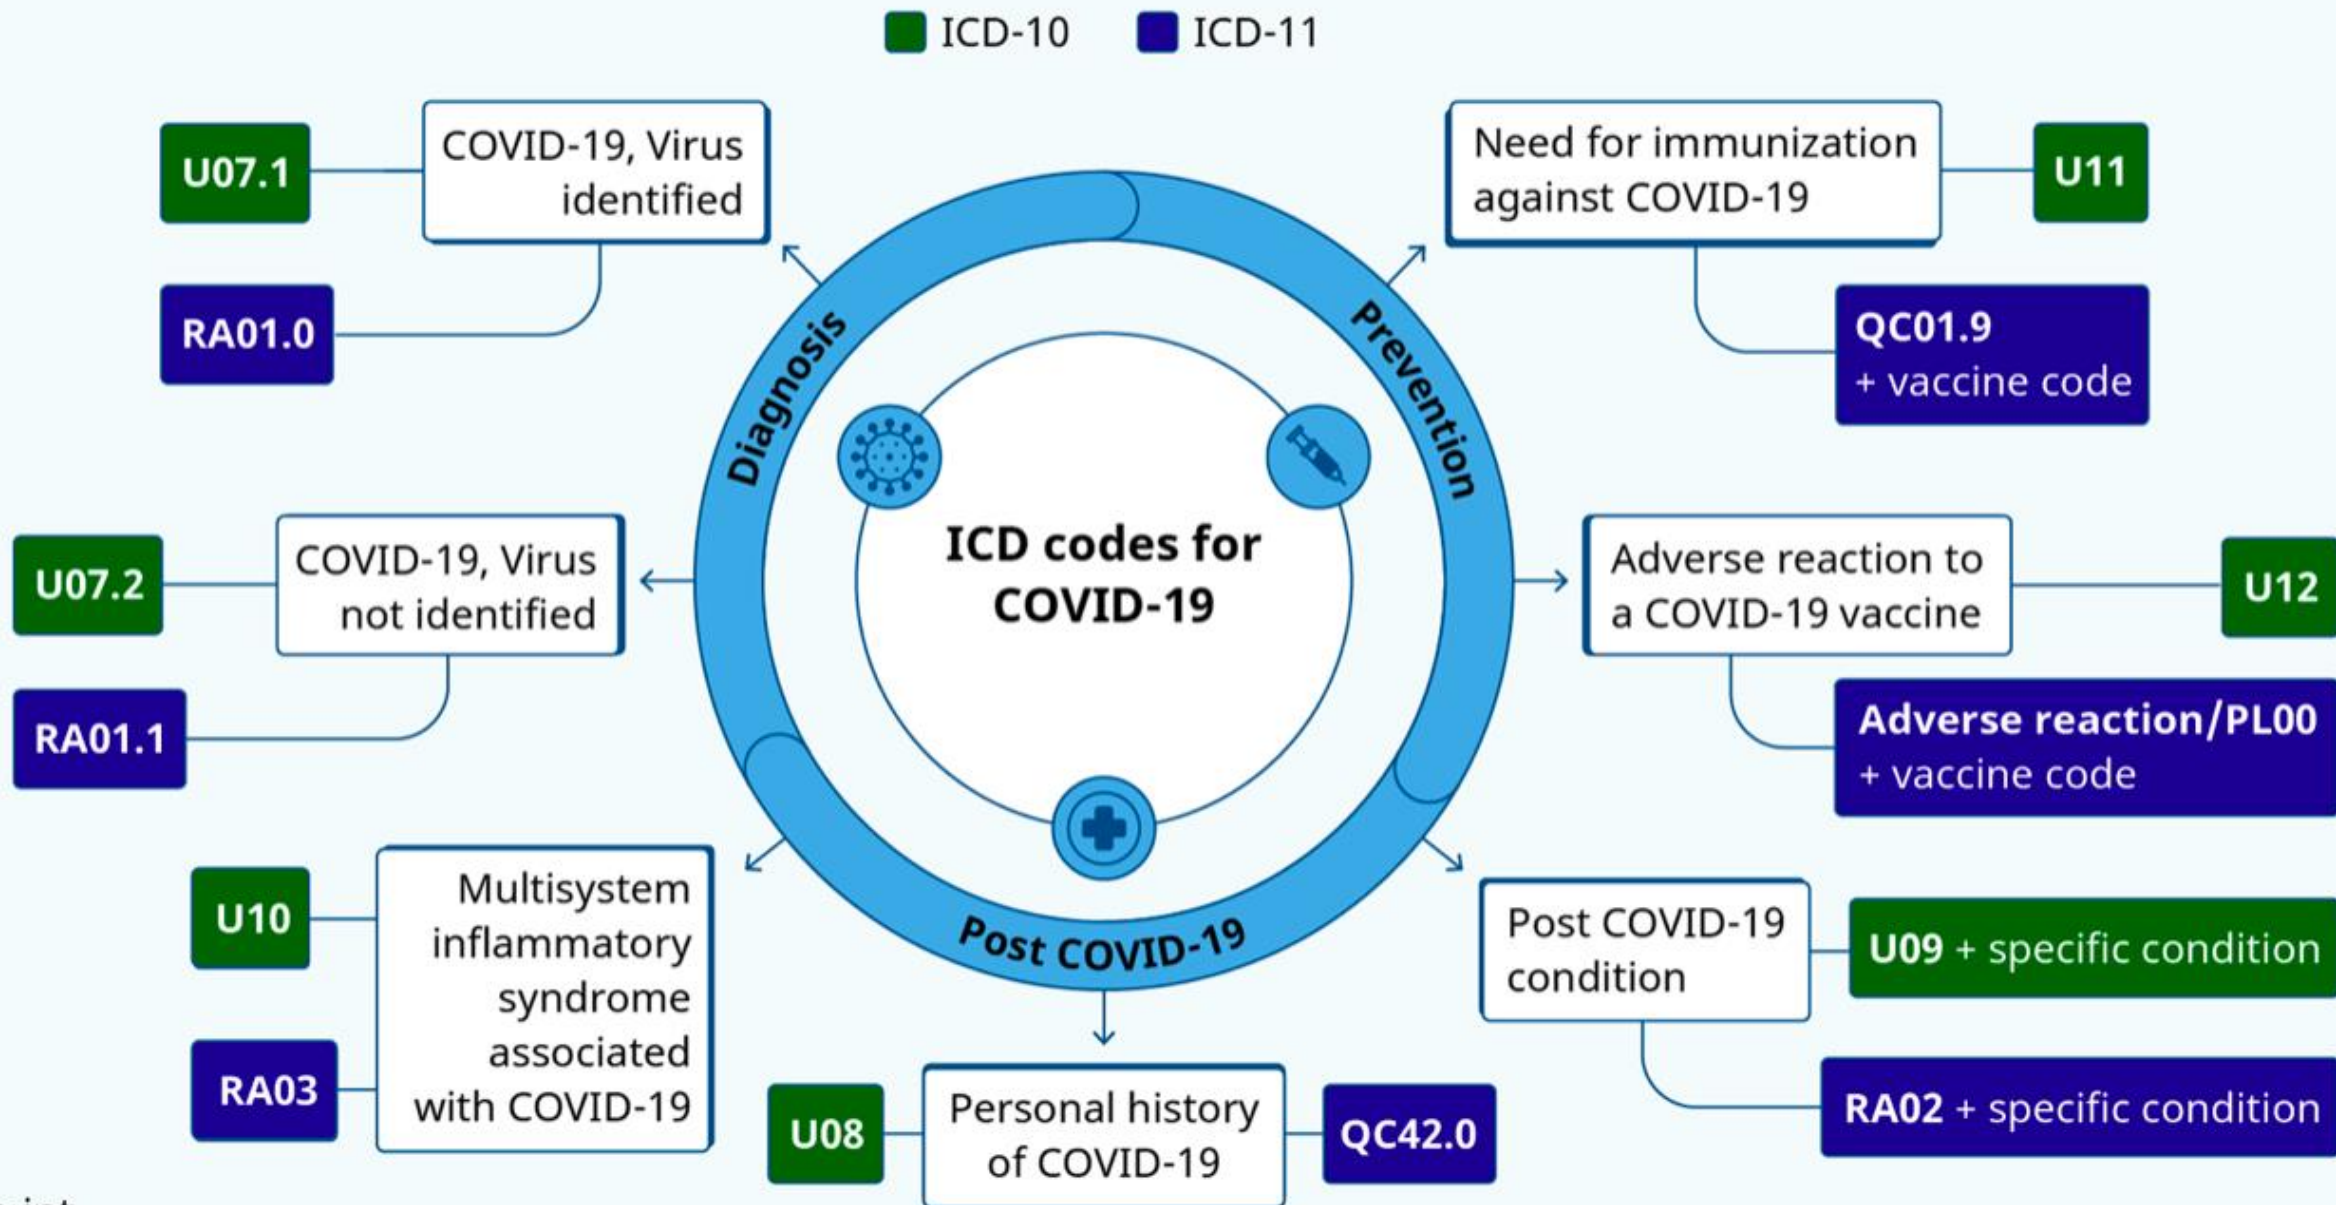 ICD-10
ICD-11
U07.1
COVID-19, Virus
identified
RA01.0
Need for immunization
against COVID-19
U11
QC01.9
+ vaccine code
Diagnosis
Prevention
ICD codes for
COVID-19
U07.2
COVID-19, Virus
not identified
RA01.1
Adverse reaction to
a COVID-19 vaccine
U12
Adverse reaction/PL00
+ vaccine code
U10
Multisystem
inflammatory
syndrome
associated
with COVID-19
RA03
Post COVID-19
Post COVID-19
condition
U09 + specific condition
RA02 + specific condition
U08
Personal history
of COVID-19
QC42.0